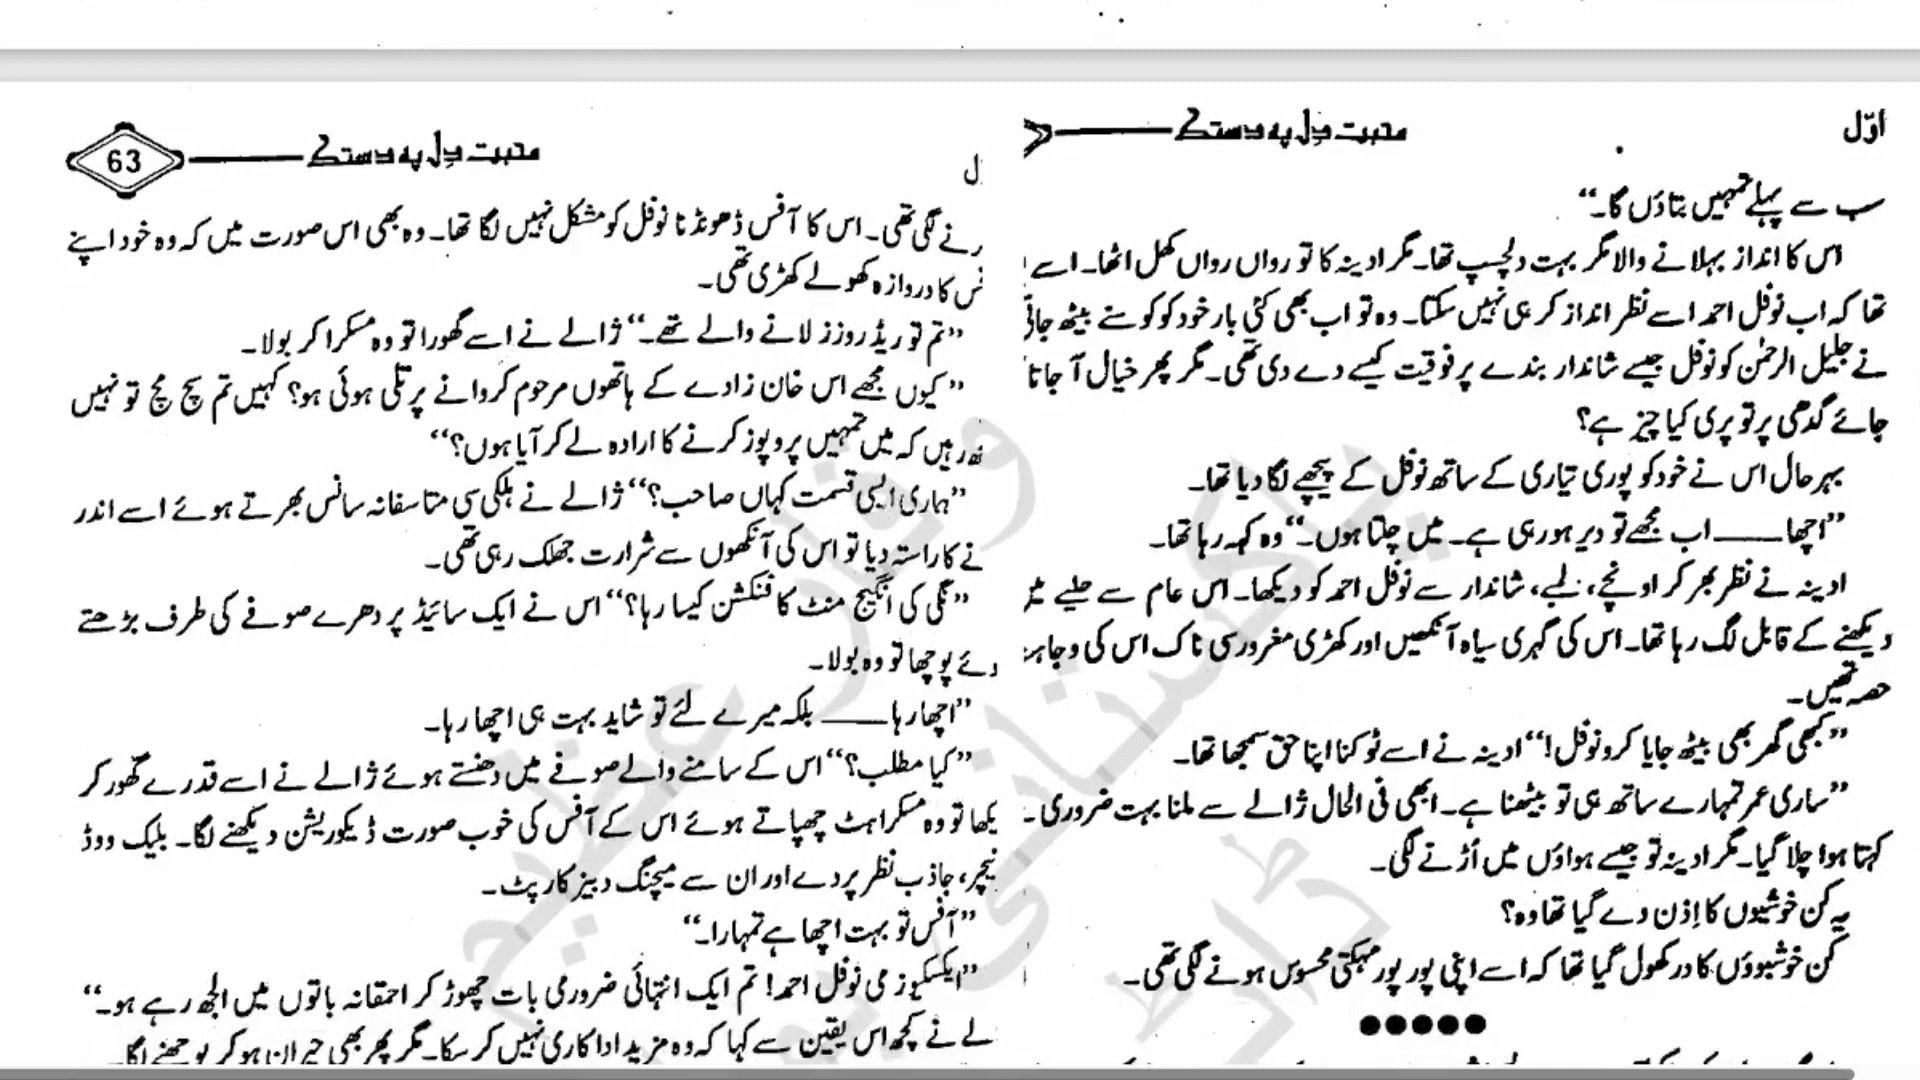 اوّل
محبت دل پہ دستک
سب سے پہلے تمہیں بتاؤں گا۔“
اس کا انداز بہلانے والا مگر بہت دلچسپ تھا۔ مگر ادینہ کا تو رواں رواں کھل اٹھا۔ اسے
تھا کہ اب نوفل احمد اسے نظر انداز کر ہی نہیں سکتا۔ وہ تو اب بھی کئی بار خود کو کوسنے بیٹھ جاتی
نے جلیل الرحمٰن کو نوفل جیسے شاندار بندے پر فوقیت کیسے دے دی تھی۔ مگر پھر خیال آ جاتا
جائے گدھی پر تو پری کیا چیز ہے؟
بہرحال اس نے خود کو پوری تیاری کے ساتھ نوفل کے پیچھے لگا دیا تھا۔
”اچھا—— اب مجھے تو دیر ہو رہی ہے۔ میں چلتا ہوں۔“ وہ کہہ رہا تھا۔
ادینہ نے نظر بھر کر اونچے، لمبے، شاندار سے نوفل احمد کو دیکھا۔ اس عام سے حلیے
دیکھنے کے قابل لگ رہا تھا۔ اس کی گہری سیاہ آنکھیں اور کھڑی مغرور سی ناک اس کی
حصہ تھیں۔
”کبھی گھر بھی بیٹھ جایا کرو نوفل!“ ادینہ نے اسے ٹوکنا اپنا حق سمجھا تھا۔
”ساری عمر تمہارے ساتھ ہی تو بیٹھنا ہے۔ ابھی فی الحال ژالے سے ملنا بہت ضروری
کہتا ہوا چلا گیا۔ مگر ادینہ تو جیسے ہواؤں میں اُڑنے لگی۔
یہ کن خوشیوں کا اِذن دے گیا تھا وہ؟
کن خوشبوؤں کا در کھول گیا تھا کہ اسے اپنی پور پور مہکتی محسوس ہونے لگی تھی۔
●●●●●
محبت دل پہ دستک
63
اس کا آفس ڈھونڈنا نوفل کو مشکل نہیں لگا تھا۔ وہ بھی اس صورت میں کہ وہ خود اپنے
کا دروازہ کھولے کھڑی تھی۔
”تم تو ریڈ روزز لانے والے تھے۔“ ژالے نے اسے گھورا تو وہ مسکرا کر بولا۔
”کیوں مجھے اس خان زادے کے ہاتھوں مرحوم کروانے پر تلی ہوئی ہو؟ کہیں تم سچ مچ تو نہیں
رہیں کہ میں تمہیں پروپوز کرنے کا ارادہ لے کر آیا ہوں؟“
”ہماری ایسی قسمت کہاں صاحب؟“ ژالے نے ہلکی سی متاسفانہ سانس بھرتے ہوئے اسے اندر
نے کا راستہ دیا تو اس کی آنکھوں سے شرارت جھلک رہی تھی۔
”نگی کی انگیج منٹ کا فنکشن کیسا رہا؟“ اس نے ایک سائیڈ پر دھرے صوفے کی طرف بڑھتے
پوچھا تو وہ بولا۔
”اچھا رہا—— بلکہ میرے لئے تو شاید بہت ہی اچھا رہا۔
”کیا مطلب؟“ اس کے سامنے والے صوفے میں دھنستے ہوئے ژالے نے اسے قدرے گھور کر
تو وہ مسکراہٹ چھپاتے ہوئے اس کے آفس کی خوب صورت ڈیکوریشن دیکھنے لگا۔ بلیک ووڈ
جاذب نظر پردے اور ان سے میچنگ دبیز کارپٹ۔
”آفس تو بہت اچھا ہے تمہارا۔“
”ایکسکیوز می نوفل احمد! تم ایک انتہائی ضروری بات چھوڑ کر احمقانہ باتوں میں الجھ رہے ہو۔“
لے نے کچھ اس یقین سے کہا کہ وہ مزید اداکاری نہیں کر سکا۔ مگر پھر بھی حیران ہو کر پوچھنے لگا۔